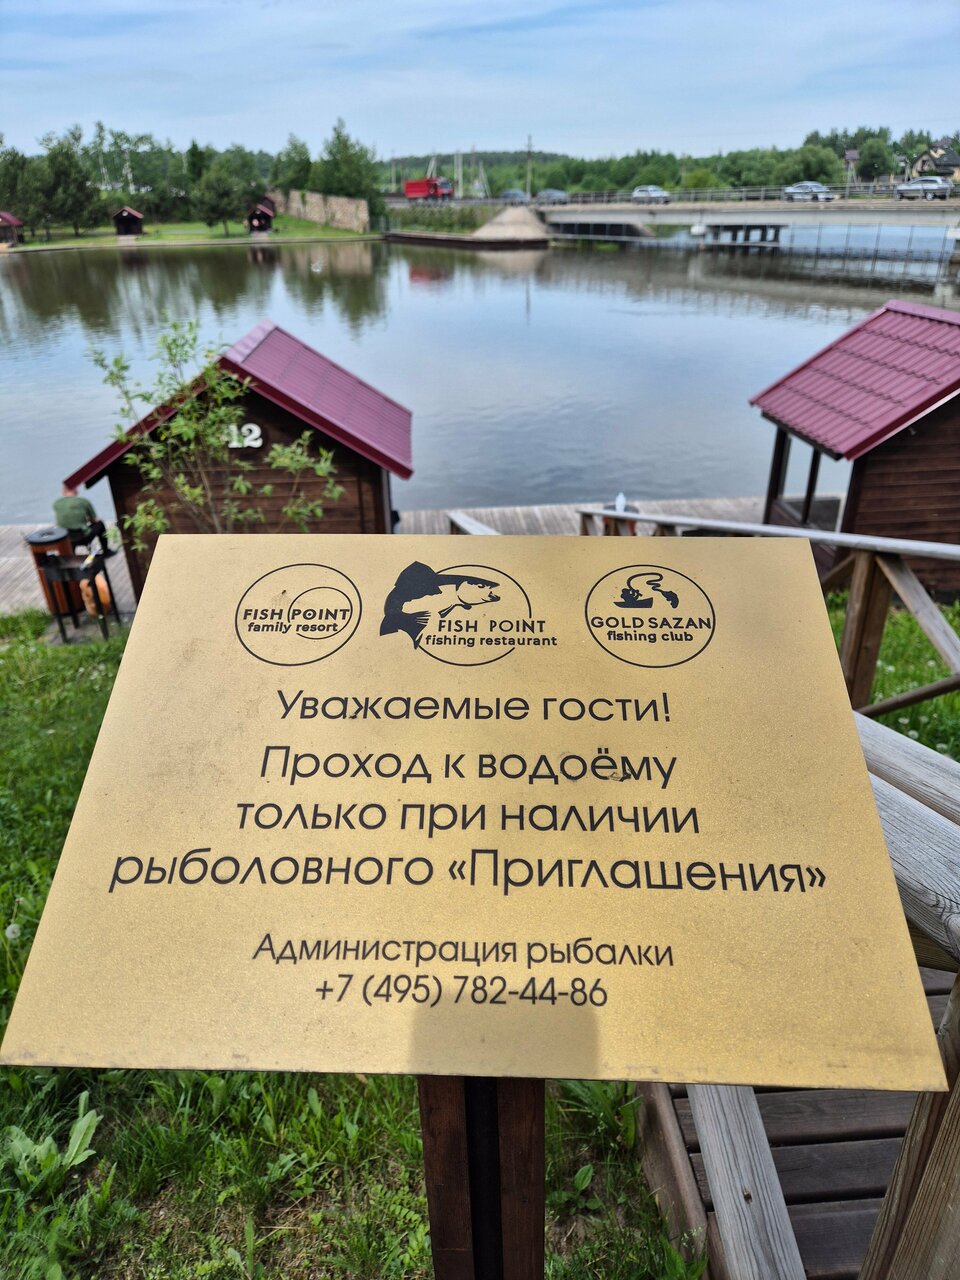 12
FISH POINT
family resort
FISH POINT
fishing restaurant
GOLD SAZAN
fishing club
Уважаемые гости!
Проход к водоёму
только при наличии
рыболовного «Приглашения»
Администрация рыбалки
+7 (495) 782-44-86